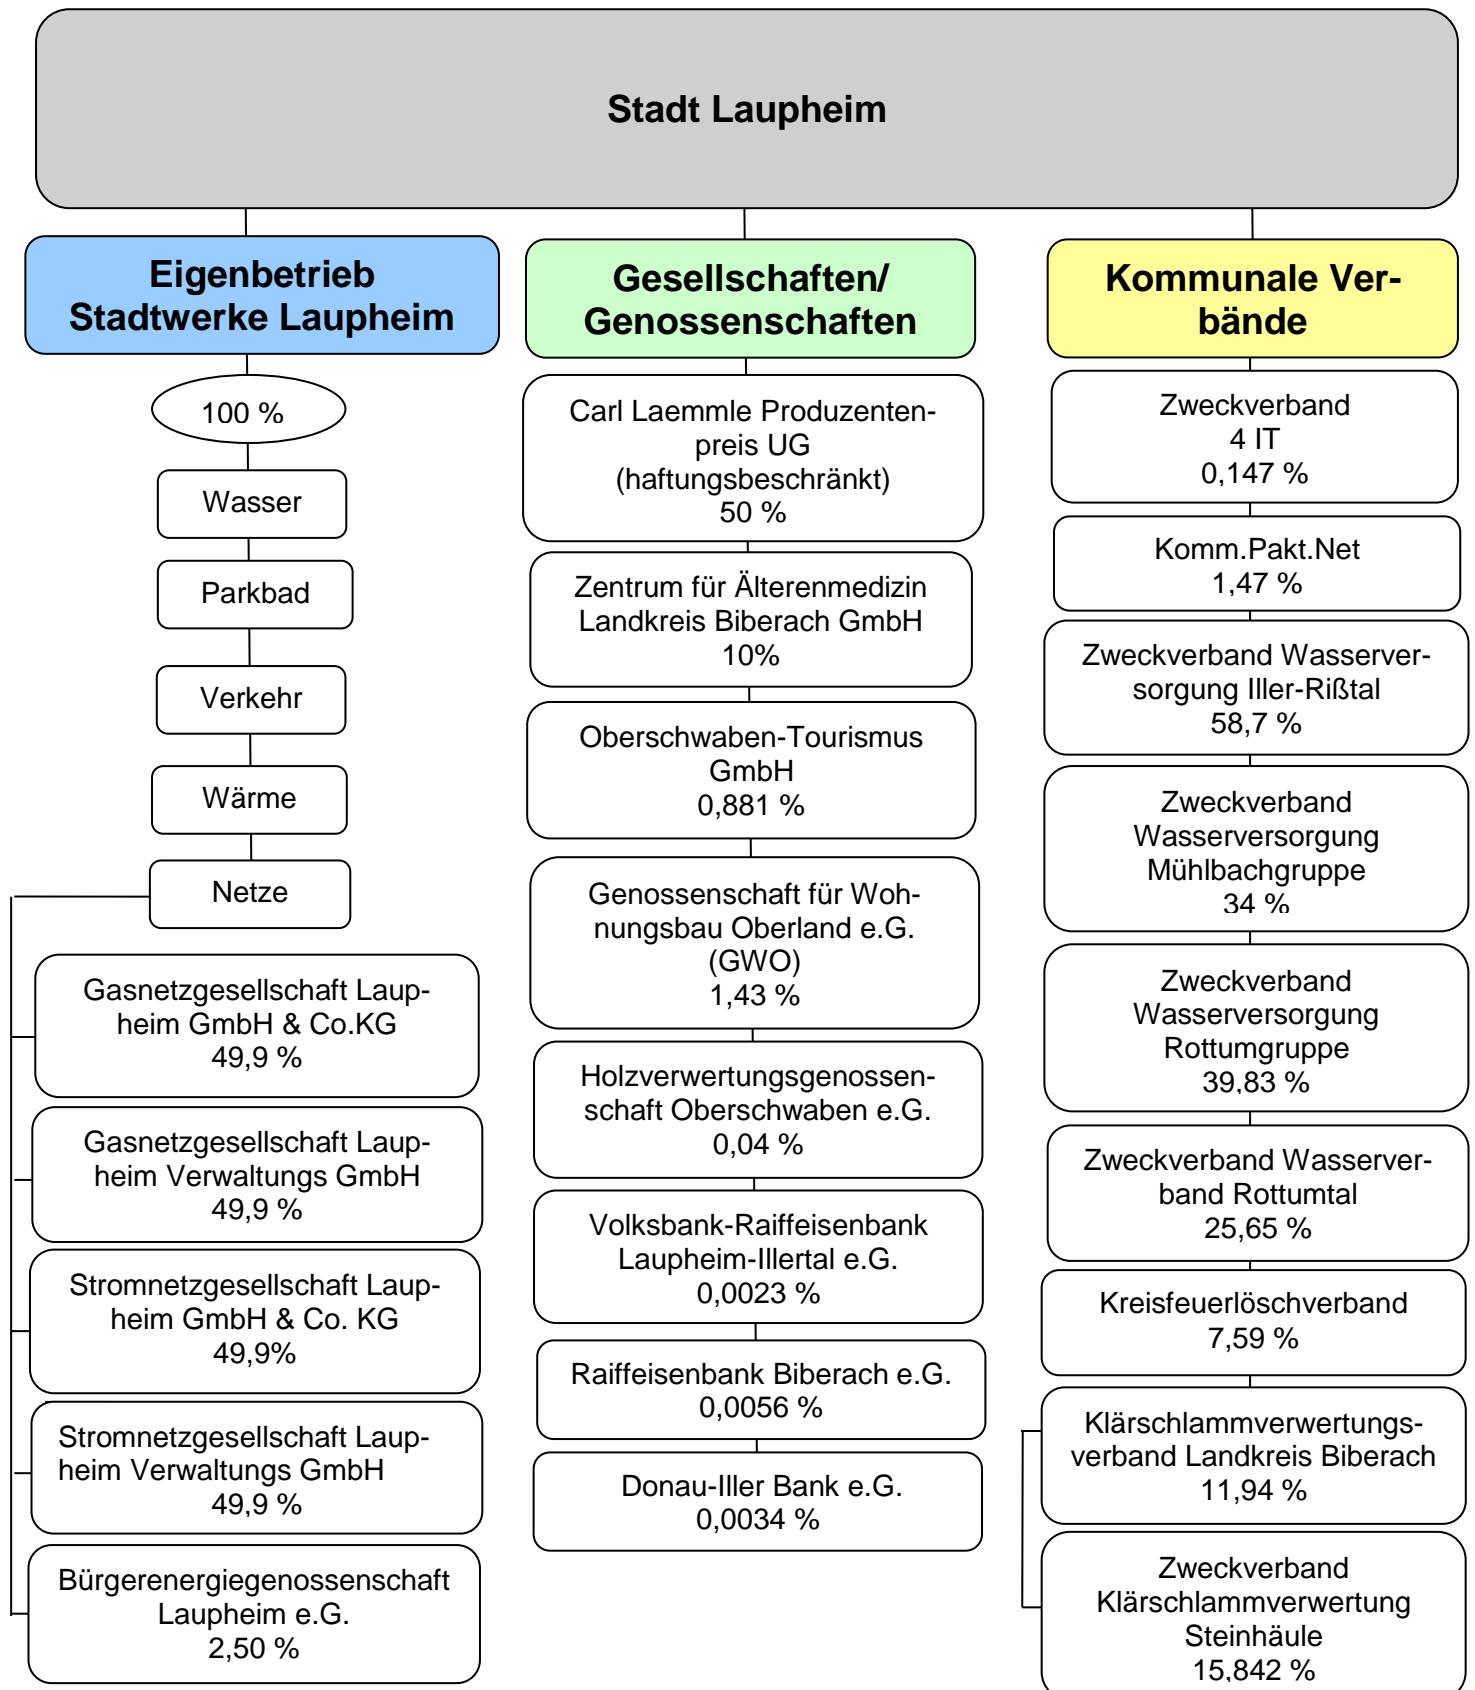 Stadt Laupheim
Eigenbetrieb
Stadtwerke Laupheim
100 %
Wasser
Parkbad
Verkehr
Wärme
Netze
Gasnetzgesellschaft Laup-
heim GmbH & Co.KG
49,9 %
Gasnetzgesellschaft Laup-
heim Verwaltungs GmbH
49,9 %
Stromnetzgesellschaft Laup-
heim GmbH & Co. KG
49,9%
Stromnetzgesellschaft Laup-
heim Verwaltungs GmbH
49,9 %
Bürgerenergiegenossenschaft
Laupheim e.G.
2,50 %
Gesellschaften/
Genossenschaften
Carl Laemmle Produzenten-
preis UG
(haftungsbeschränkt)
50 %
Zentrum für Älterenmedizin
Landkreis Biberach GmbH
10%
Oberschwaben-Tourismus
GmbH
0,881 %
Genossenschaft für Woh-
nungsbau Oberland e.G.
(GWO)
1,43 %
Holzverwertungsgenossen-
schaft Oberschwaben e.G.
0,04 %
Volksbank-Raiffeisenbank
Laupheim-Illertal e.G.
0,0023 %
Raiffeisenbank Biberach e.G.
0,0056 %
Donau-Iller Bank e.G.
0,0034 %
Kommunale Ver-
bände
Zweckverband
4 IT
0,147 %
Komm.Pakt.Net
1,47 %
Zweckverband Wasserver-
sorgung Iller-Rißtal
58,7 %
Zweckverband
Wasserversorgung
Mühlbachgruppe
34 %
Zweckverband
Wasserversorgung
Rottumgruppe
39,83 %
Zweckverband Wasserver-
band Rottumtal
25,65 %
Kreisfeuerlöschverband
7,59 %
Klärschlammverwertungs-
verband Landkreis Biberach
11,94 %
Zweckverband
Klärschlammverwertung
Steinhäule
15,842 %